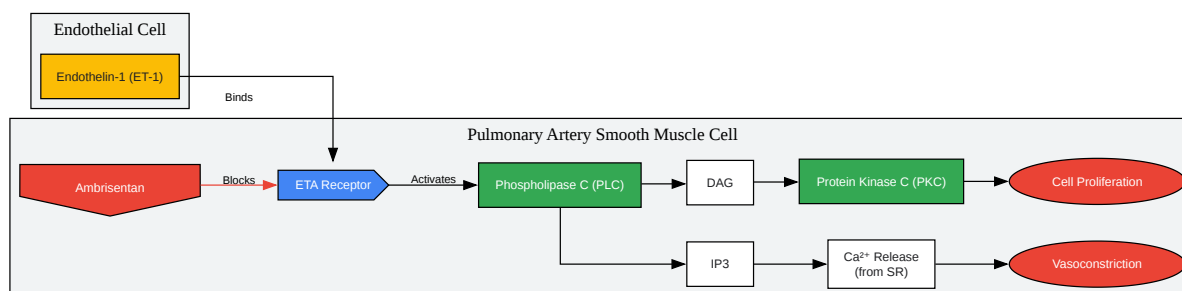 Endothelial Cell
Endothelin-1 (ET-1)
Binds
Pulmonary Artery Smooth Muscle Cell
Ambrisentan
Blocks
ETA Receptor
Activates
Phospholipase C (PLC)
DAG
Protein Kinase C (PKC)
Cell Proliferation
IP3
Ca²⁺ Release
(from SR)
Vasoconstriction